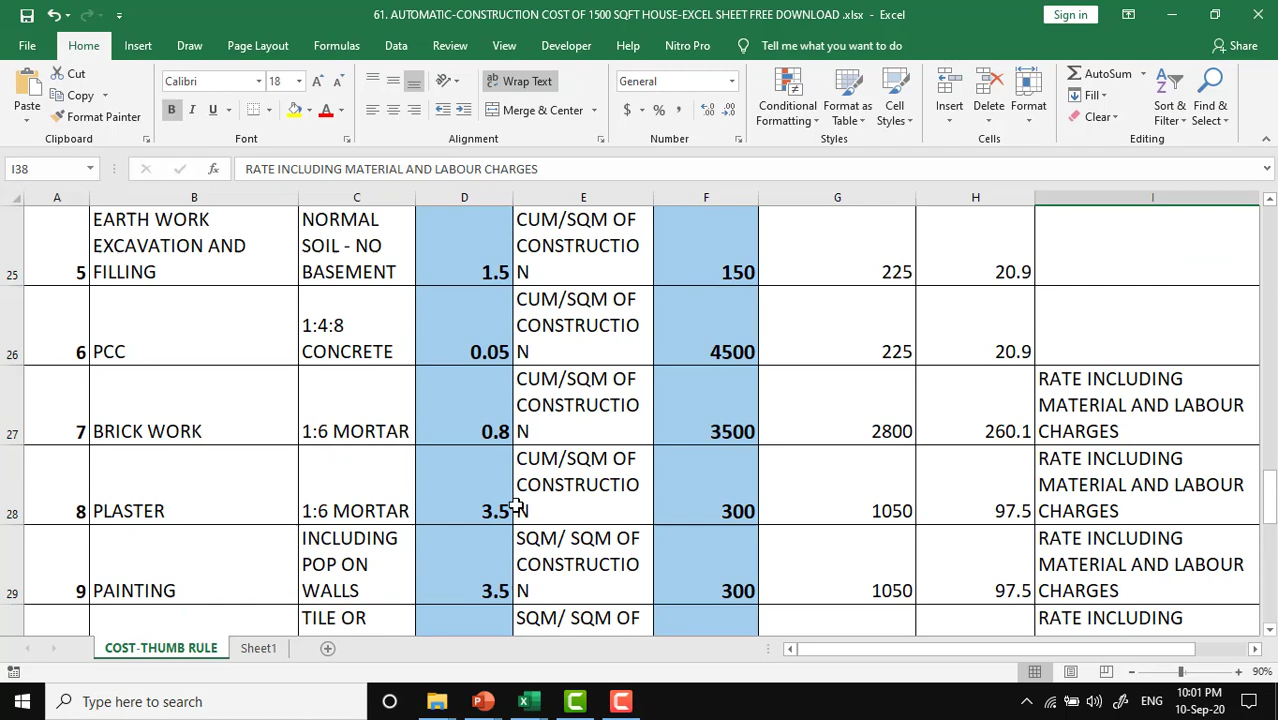 61. AUTOMATIC-CONSTRUCTION COST OF 1500 SQFT HOUSE-EXCEL SHEET FREE DOWNLOAD .xlsx - Excel
Sign in
File Home Insert Draw Page Layout Formulas Data Review View Developer Help Nitro Pro Tell me what you want to do Share
Paste
Cut
Copy
Format Painter
Clipboard
Calibri 18
B I U
Font
Wrap Text
Merge & Center
Alignment
General
$ % ,
Number
Conditional Formatting
Format as Table
Cell Styles
Styles
Insert Delete Format
Cells
AutoSum
Fill
Clear
Sort & Filter
Find & Select
Editing
I38 fx RATE INCLUDING MATERIAL AND LABOUR CHARGES
A B C D E F G H I
EARTH WORK NORMAL CUM/SQM OF
EXCAVATION AND SOIL - NO CONSTRUCTIO
25 5 FILLING BASEMENT 1.5 N 150 225 20.9
CUM/SQM OF
1:4:8 CONSTRUCTIO
26 6 PCC CONCRETE 0.05 N 4500 225 20.9
CUM/SQM OF RATE INCLUDING
CONSTRUCTIO MATERIAL AND LABOUR
27 7 BRICK WORK 1:6 MORTAR 0.8 N 3500 2800 260.1 CHARGES
CUM/SQM OF RATE INCLUDING
CONSTRUCTIO MATERIAL AND LABOUR
28 8 PLASTER 1:6 MORTAR 3.5 N 300 1050 97.5 CHARGES
INCLUDING SQM/ SQM OF RATE INCLUDING
POP ON CONSTRUCTIO MATERIAL AND LABOUR
29 9 PAINTING WALLS 3.5 N 300 1050 97.5 CHARGES
TILE OR SQM/ SQM OF RATE INCLUDING
COST-THUMB RULE Sheet1
90%
Type here to search
ENG
10:01 PM
10-Sep-20